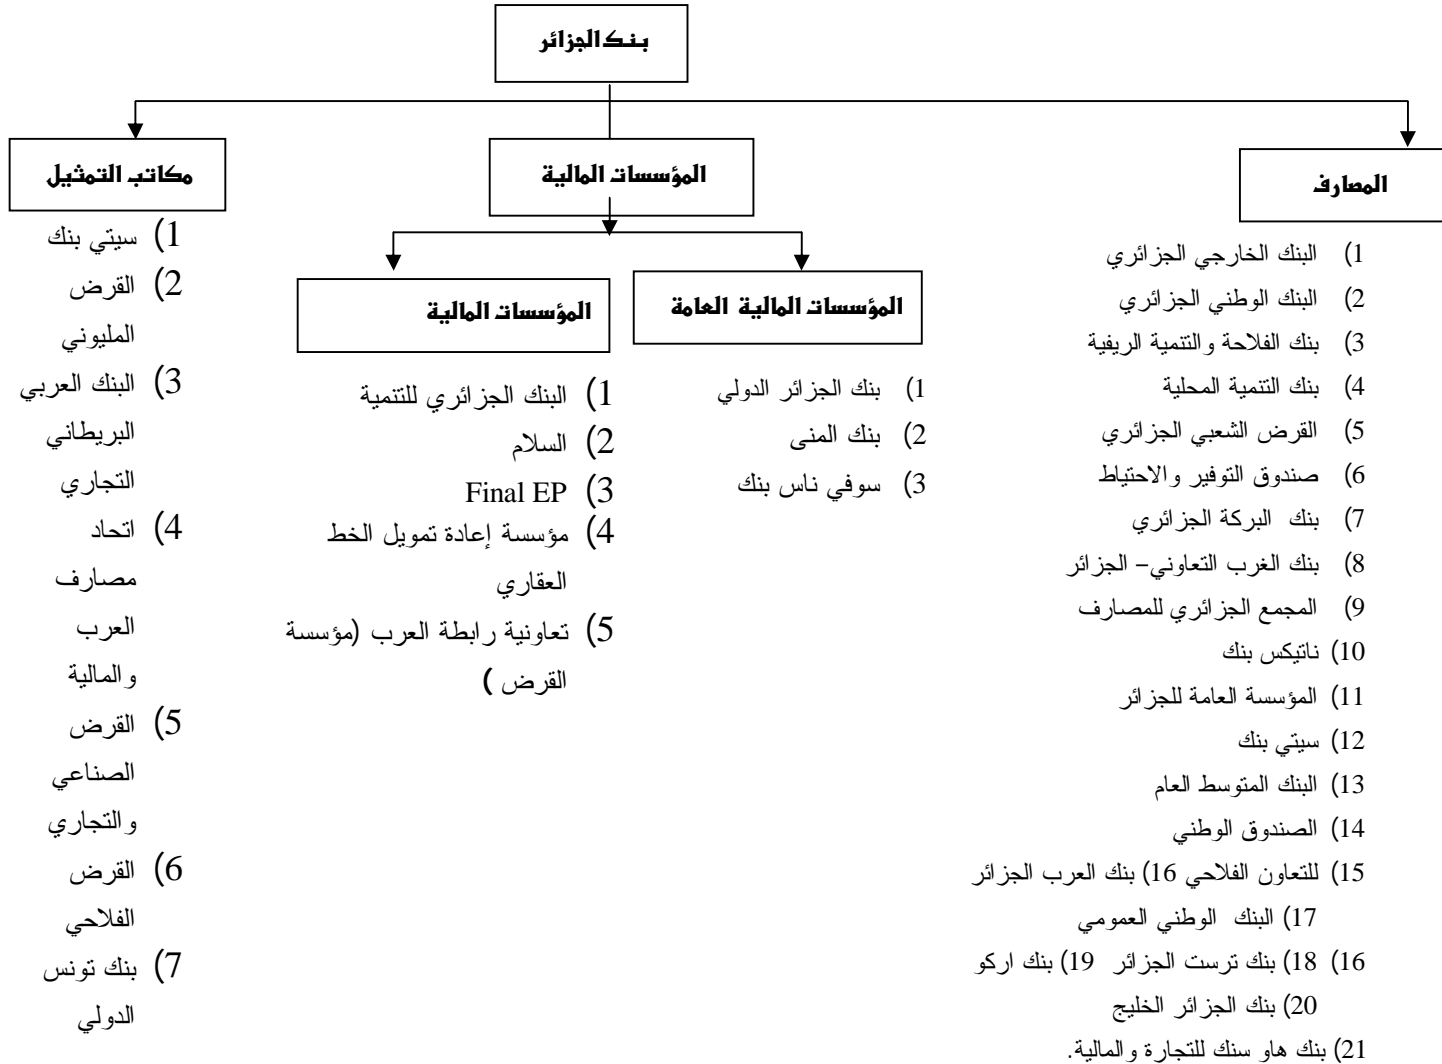 بنك الجزائر
المصارف
المؤسسات المالية
مكاتب التمثيل
1) البنك الخارجي الجزائري
2) البنك الوطني الجزائري
3) بنك الفلاحة والتنمية الريفية
4) بنك التنمية المحلية
5) القرض الشعبي الجزائري
6) صندوق التوفير والاحتياط
7) بنك البركة الجزائري
8) بنك الغرب التعاوني– الجزائر
9) المجمع الجزائري للمصارف
10) ناتيكس بنك
11) المؤسسة العامة للجزائر
12) سيتي بنك
13) البنك المتوسط العام
14) الصندوق الوطني
15) للتعاون الفلاحي 16) بنك العرب الجزائر
17) البنك الوطني العمومي
16) 18) بنك ترست الجزائر 19) بنك اركو
20) بنك الجزائر الخليج
21) بنك هاو سنك للتجارة والمالية.
المؤسسات المالية العامة
1) بنك الجزائر الدولي
2) بنك المنى
3) سوفي ناس بنك
المؤسسات المالية
1) البنك الجزائري للتنمية
2) السلام
3) Final EP
4) مؤسسة إعادة تمويل الخط
العقاري
5) تعاونية رابطة العرب (مؤسسة
القرض )
1) سيتي بنك
2) القرض
المليوني
3) البنك العربي
البريطاني
التجاري
4) اتحاد
مصارف
العرب
والمالية
5) القرض
الصناعي
والتجاري
6) القرض
الفلاحي
7) بنك تونس
الدولي